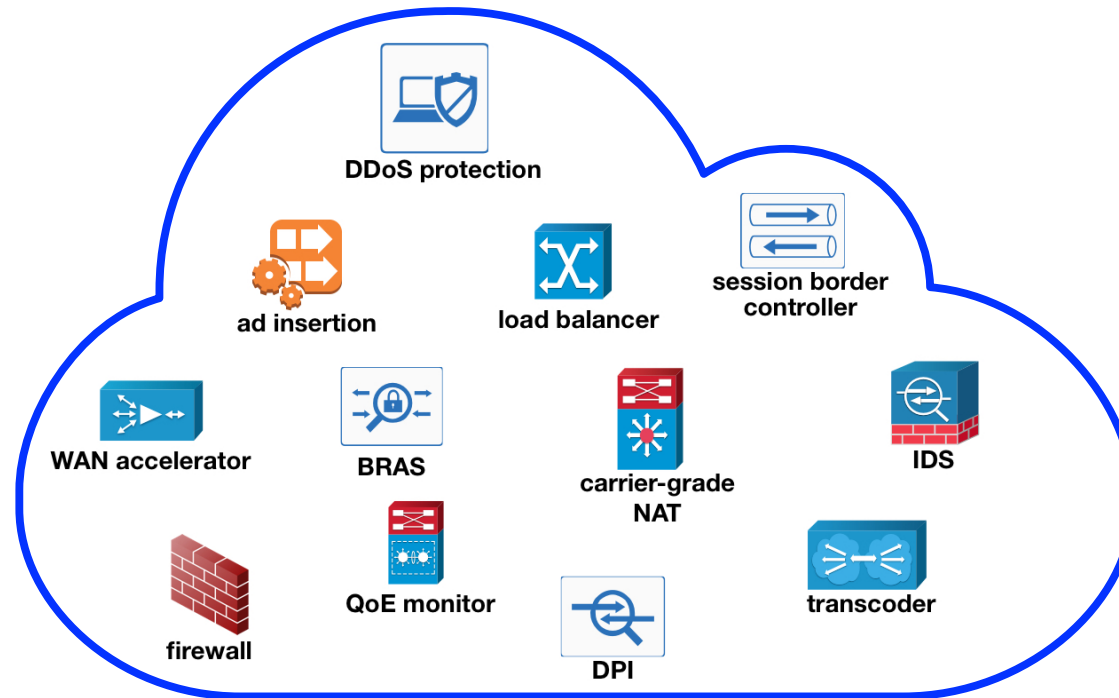 DDoS protection
ad insertion
load balancer
session border
controller
WAN accelerator
BRAS
carrier-grade
NAT
IDS
firewall
QoE monitor
DPI
transcoder